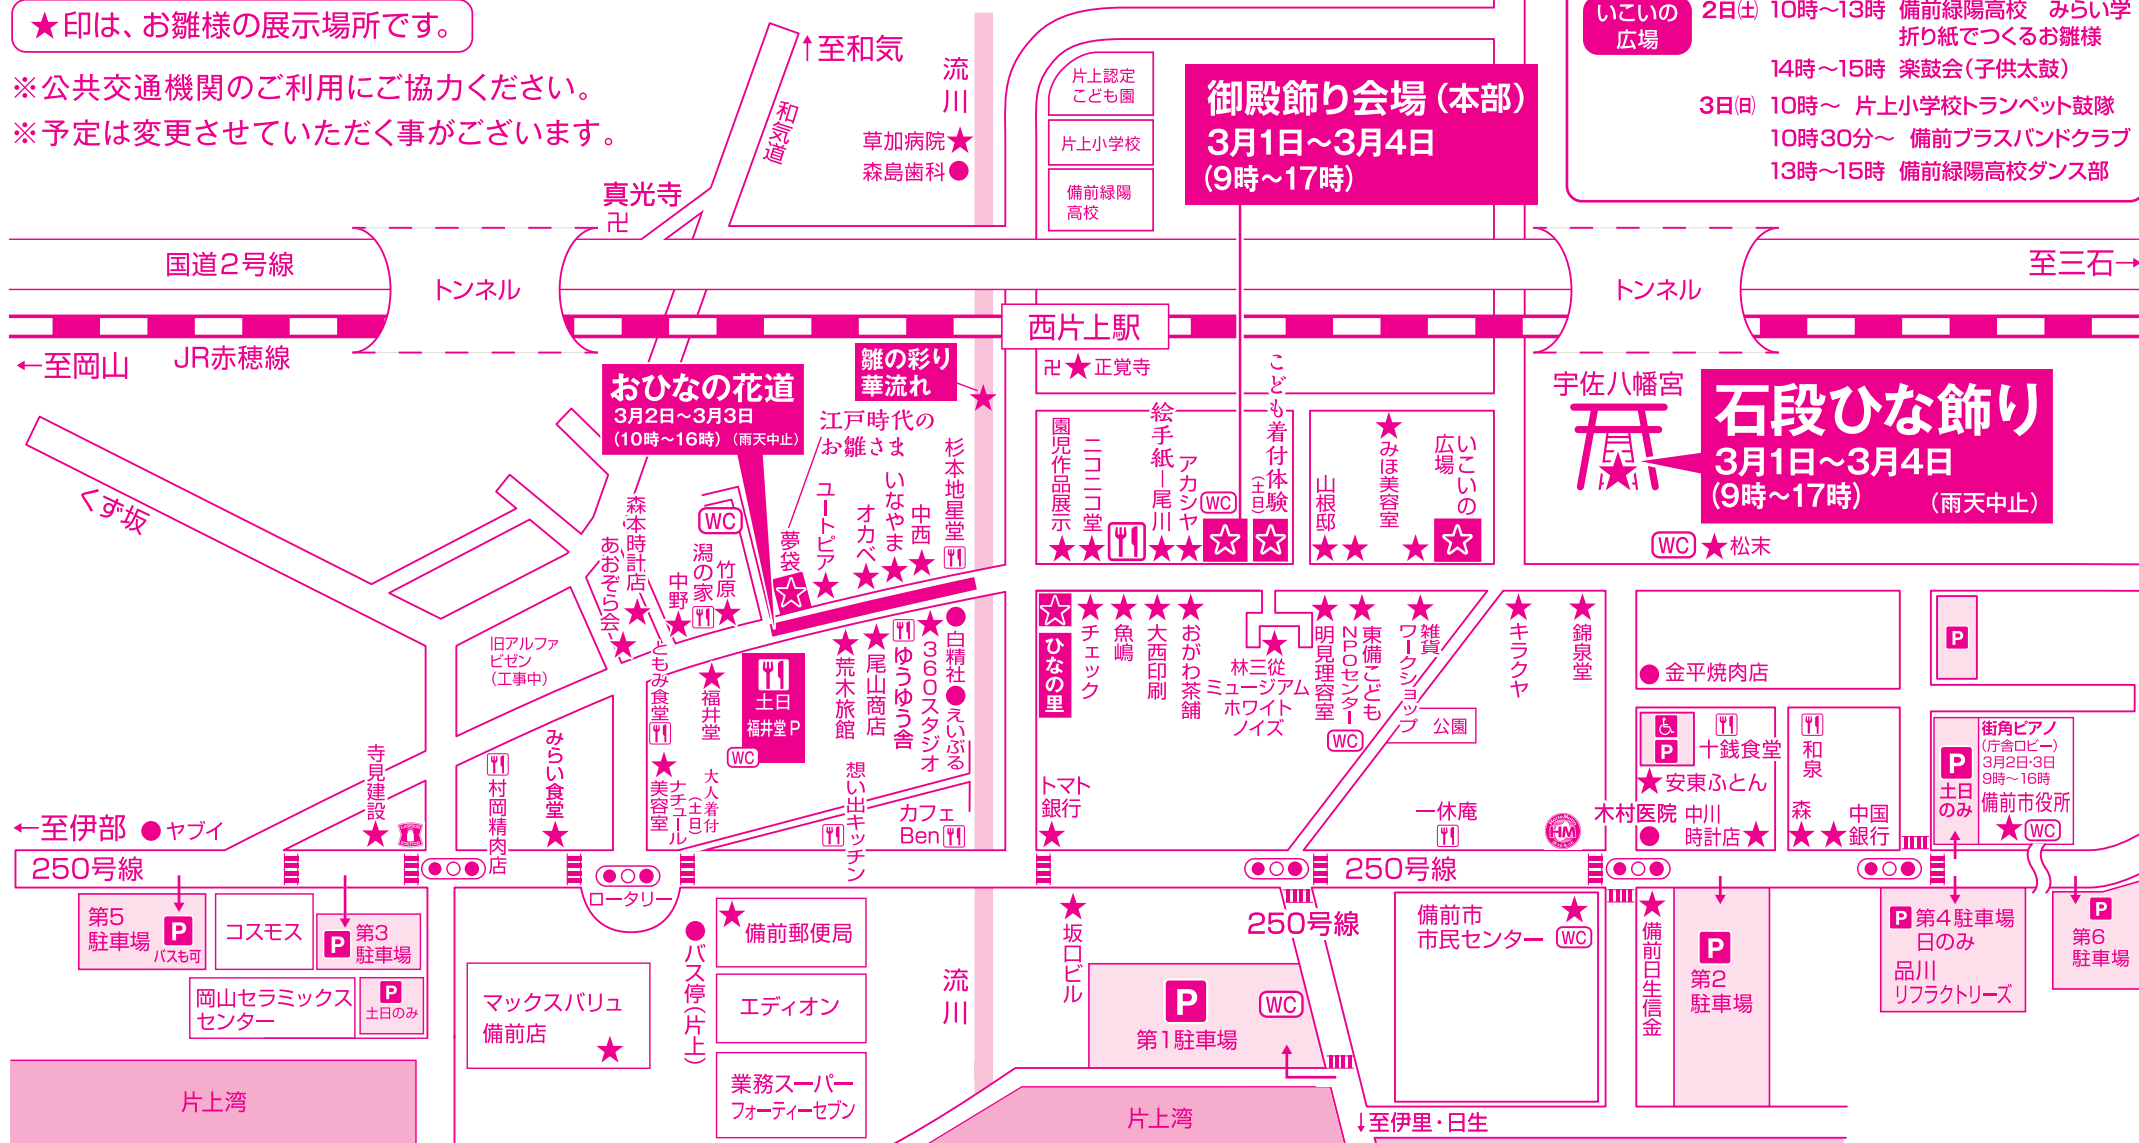 ★印は、お雛様の展示場所です。
※公共交通機関のご利用にご協力ください。
※予定は変更させていただく事がございます。
↑至和気
和気道
流川
草加病院★
森島歯科●
真光寺
卍
片上認定
こども園
片上小学校
備前緑陽
高校
御殿飾り会場（本部）
3月1日～3月4日
（9時～17時）
いこいの
広場
2日㈯ 10時～13時 備前緑陽高校 みらい学
折り紙でつくるお雛様
14時～15時 楽鼓会（子供太鼓）
3日㈰ 10時～ 片上小学校トランペット鼓隊
10時30分～ 備前ブラスバンドクラブ
13時～15時 備前緑陽高校ダンス部
国道2号線
トンネル
トンネル
至三石→
西片上駅
←至岡山
JR赤穂線
卍★正覚寺
雛の彩り
華流れ
おひなの花道
3月2日～3月3日
（10時～16時）（雨天中止）
江戸時代の
お雛さま
宇佐八幡宮
石段ひな飾り
3月1日～3月4日
（9時～17時）
（雨天中止）
WC ★松末
くず坂
森本時計店
あおぞら会
中野
潟の家
竹原
WC
夢袋
ユートピア
オカベ
いなやま
中西
杉本地星堂
園児作品展示
ニコニコ堂
絵手紙ー尾川
アカシヤ
WC
こども着付体験
（土日）
山根邸
みほ美容室
いこいの
広場
旧アルファ
ビゼン
（工事中）
ともみ食堂
福井堂
土日
福井堂 P
WC
荒木旅館
尾山商店
ゆうゆう舎
360スタジオ
白精社
えいぶる
ひなの里
チェック
魚嶋
大西印刷
おがわ茶舗
林三從
ミュージアム
ホワイト
ノイズ
明見理容室
東備こども
NPOセンター
WC
雑貨
ワークショップ
公園
キラクヤ
錦泉堂
●金平焼肉店
P
P
十銭食堂
★安東ふとん
和泉
P
土日
のみ
街角ピアノ
（庁舎ロビー）
3月2日・3日
9時～16時
備前市役所
★WC
寺見建設
村岡精肉店
みらい食堂
ナチュール
美容室
大人着付
（土日）
想い出キッチン
カフェ
Ben
トマト
銀行
一休庵
HM
木村医院
中川
時計店★
森
中国
銀行
←至伊部 ●ヤブイ
250号線
250号線
250号線
ロータリー
第5
駐車場
P
バスも可
コスモス
P
第3
駐車場
岡山セラミックス
センター
P
土日のみ
マックスバリュ
備前店
バス停（片上）
備前郵便局
エディオン
業務スーパー
フォーティーセブン
流川
坂口ビル
P
WC
第1駐車場
備前市
市民センター
WC
備前日生信金
P
第2
駐車場
P第4駐車場
日のみ
品川
リフラクトリーズ
P
第6
駐車場
片上湾
片上湾
↓至伊里・日生